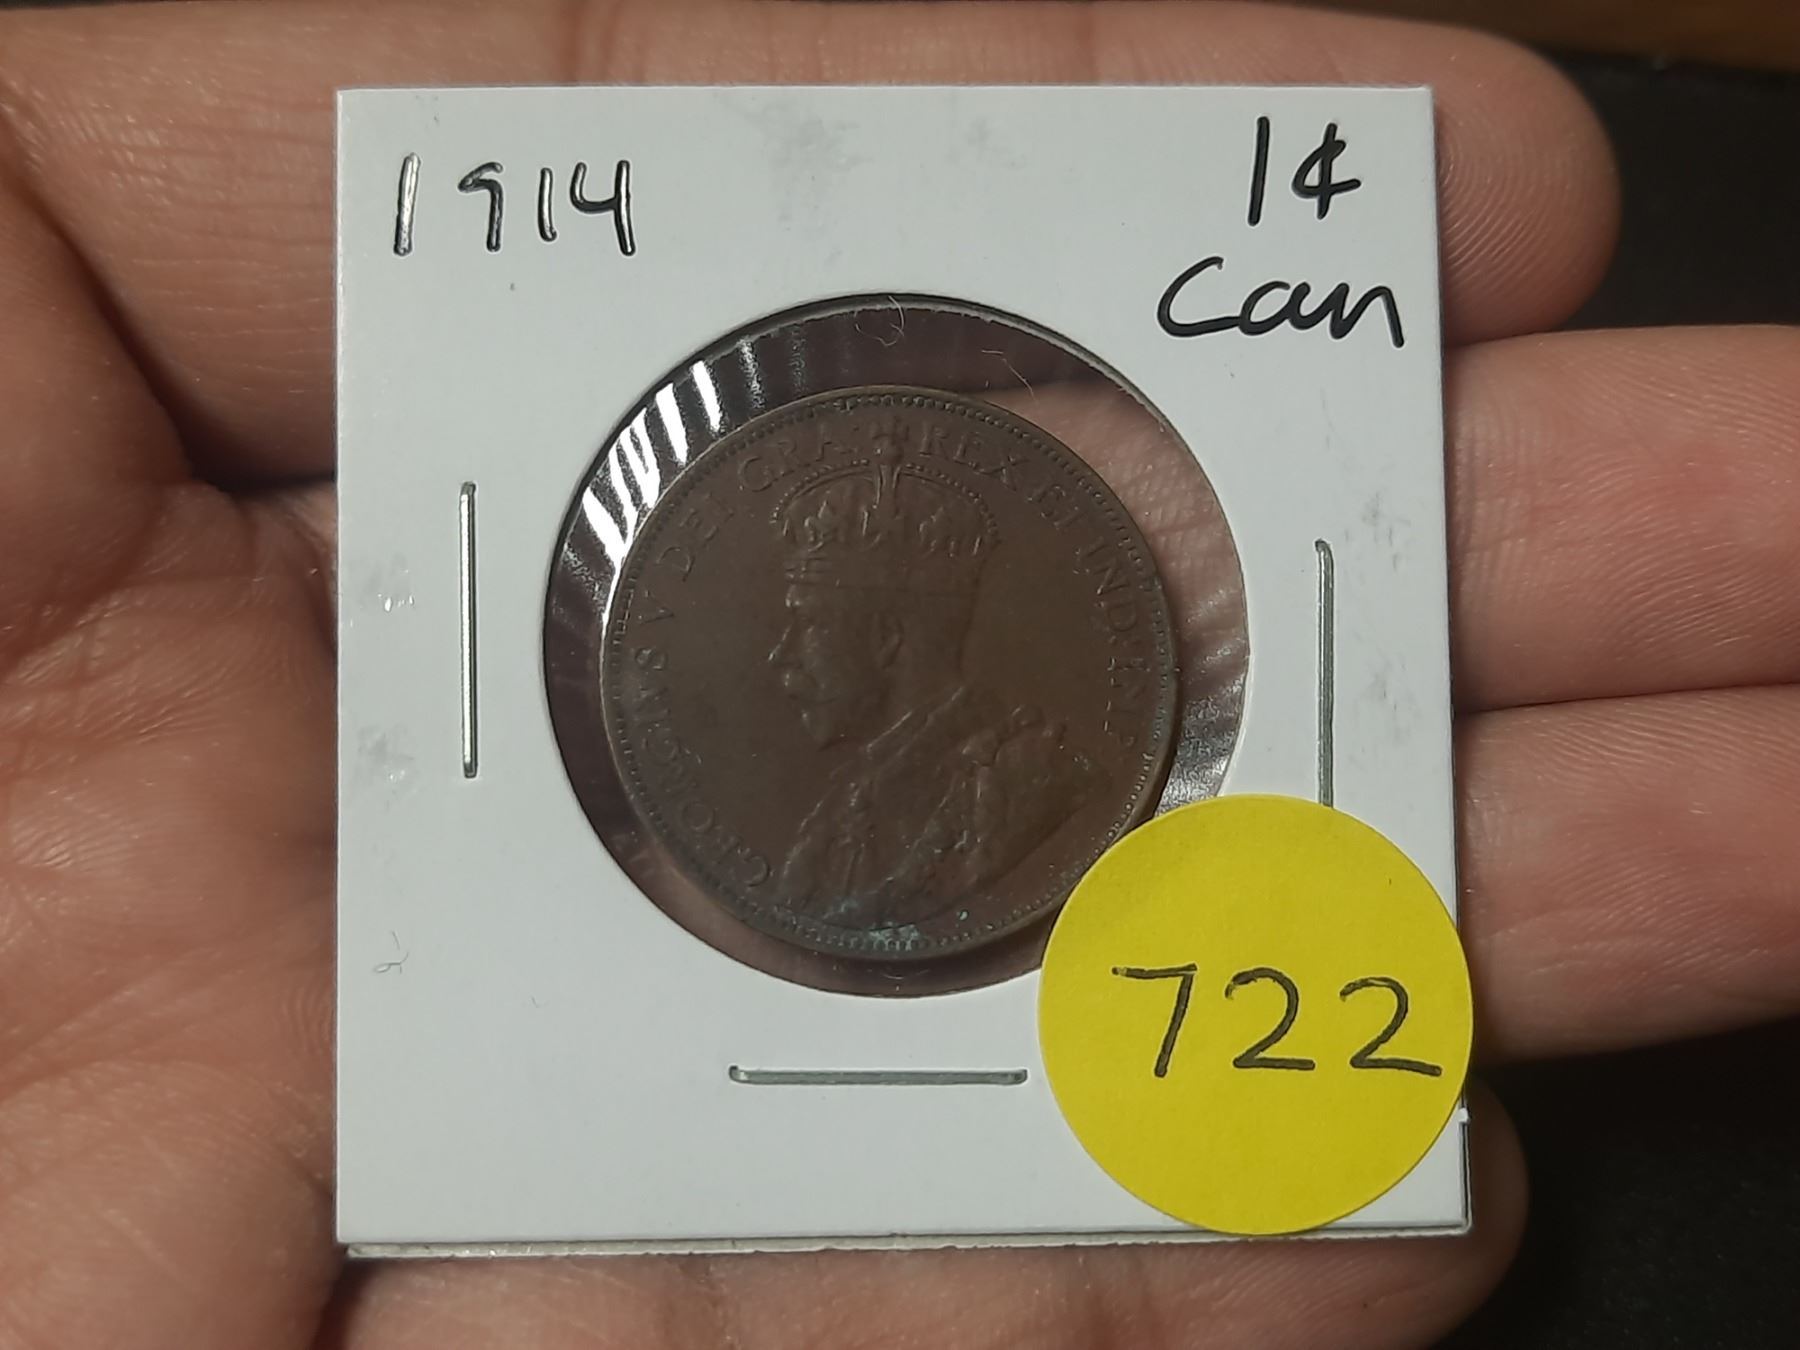 1914
1¢
Can
GEORGIVS V DEI GRA: REX ET IND:IMP:
722